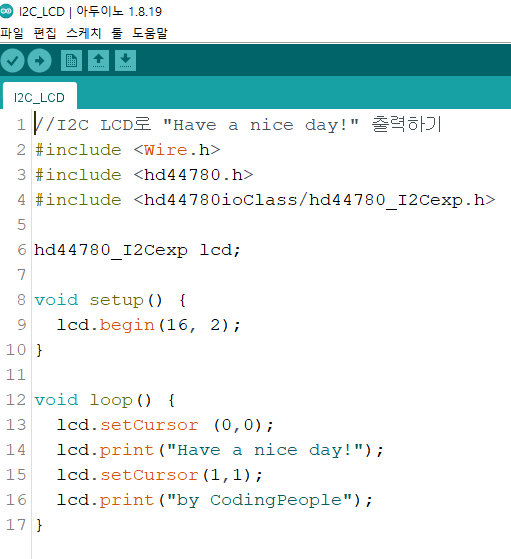 I2C_LCD | 아두이노 1.8.19
파일 편집 스케치 툴 도움말
I2C_LCD
1 //I2C LCD로 "Have a nice day!" 출력하기
2 #include <Wire.h>
3 #include <hd44780.h>
4 #include <hd44780ioClass/hd44780_I2Cexp.h>
5
6 hd44780_I2Cexp lcd;
7
8 void setup() {
9   lcd.begin(16, 2);
10 }
11
12 void loop() {
13   lcd.setCursor (0,0);
14   lcd.print("Have a nice day!");
15   lcd.setCursor(1,1);
16   lcd.print("by CodingPeople");
17 }